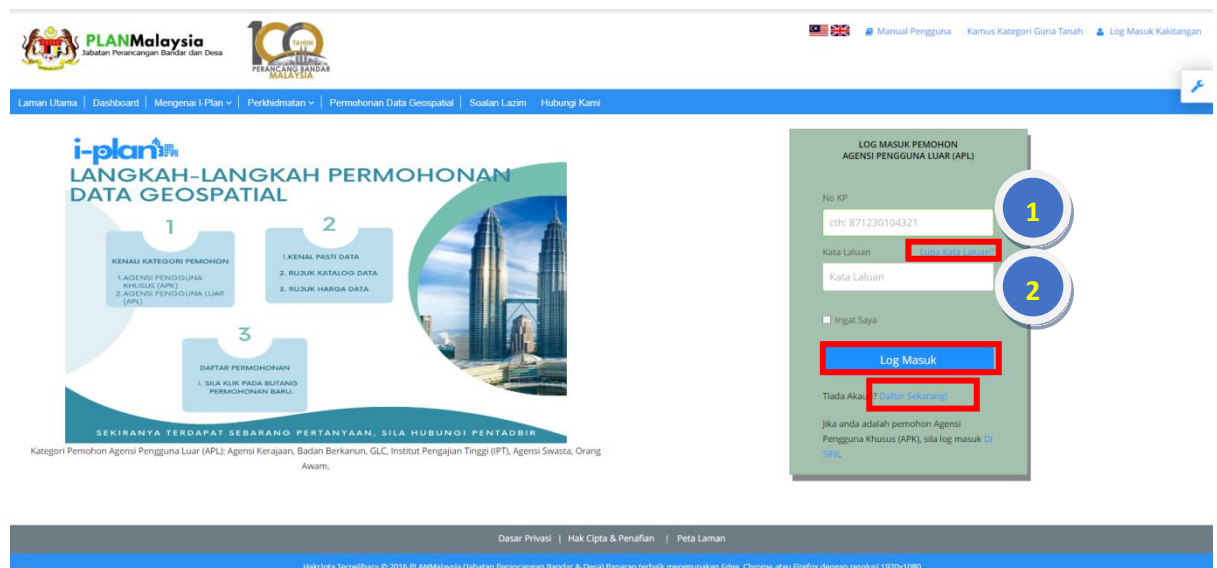 PLANMalaysia
Jabatan Perancangan Bandar dan Desa
100
TAHUN
PERANCANG BANDAR
MALAYSIA
Manual Pengguna
Kamus Kategori Guna Tanah
Log Masuk Kakitangan
Laman Utama
Dashboard
Mengenai I-Plan
Perkhidmatan
Permohonan Data Geospatial
Soalan Lazim
Hubungi Kami
i-plan
LANGKAH-LANGKAH PERMOHONAN
DATA GEOSPATIAL
1
KENALI KATEGORI PEMOHON
1.AGENSI PENGGUNA
KHUSUS (APK)
2.AGENSI PENGGUNA LUAR
(APL)
2
1.KENAL PASTI DATA
2. RUJUK KATALOG DATA
3. RUJUK HARGA DATA
3
DAFTAR PERMOHONAN
1. SILA KLIK PADA BUTANG
PERMOHONAN BARU.
SEKIRANYA TERDAPAT SEBARANG PERTANYAAN, SILA HUBUNGI PENTADBIR
Kategori Pemohon Agensi Pengguna Luar (APL): Agensi Kerajaan, Badan Berkanun, GLC, Institut Pengajian Tinggi (IPT), Agensi Swasta, Orang
Awam.
LOG MASUK PEMOHON
AGENSI PENGGUNA LUAR (APL)
No KP
cth: 871230104321
1
Kata Laluan
Lupa Kata Laluan?
Kata Laluan
2
Ingat Saya
Log Masuk
Tiada Akaun? Daftar Sekarang!
Jika anda adalah pemohon Agensi
Pengguna Khusus (APK), sila log masuk DI
SINI.
Dasar Privasi | Hak Cipta & Penafian | Peta Laman
Hakcipta Terpelihara © 2016 PLANMalaysia (Jabatan Perancangan Bandar & Desa) Paparan terbaik menggunakan Edge, Chrome atau Firefox dengan resolusi 1920x1080